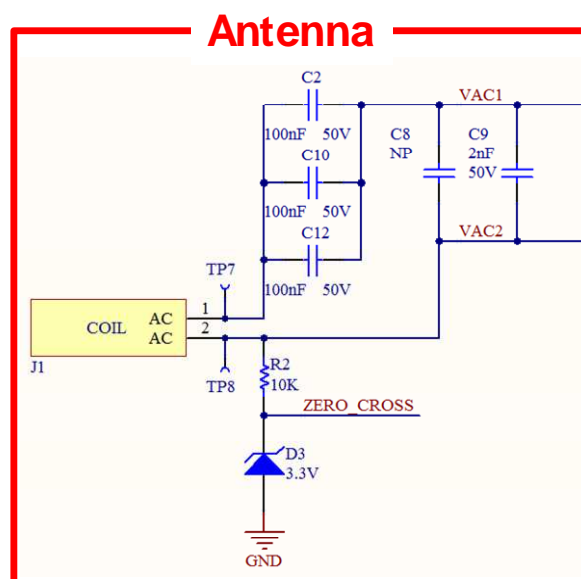 Antenna
C2
100nF 50V
C10
100nF 50V
C12
100nF 50V
VAC1
C8
NP
C9
2nF
50V
VAC2
TP7
COIL
AC 1
AC 2
J1
TP8
R2
10K
ZERO_CROSS
D3
3.3V
GND